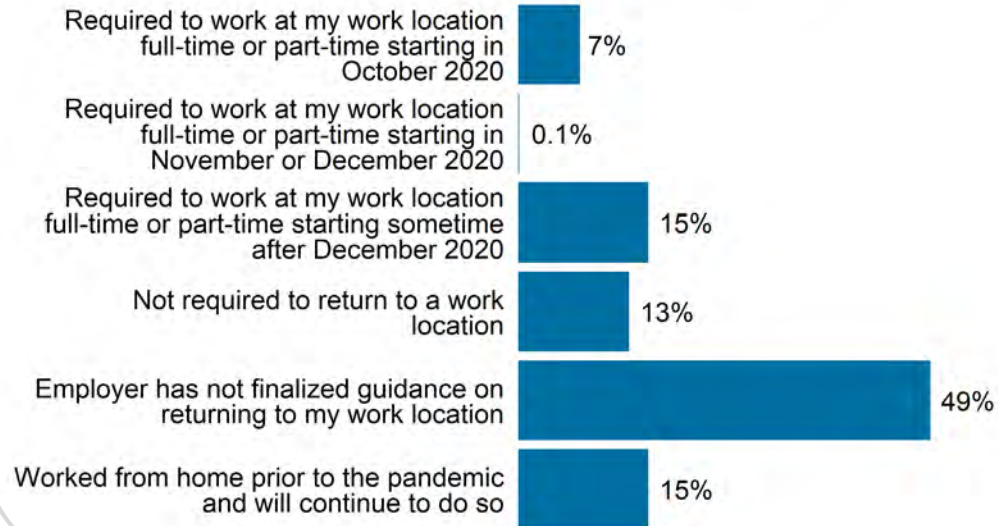 Required to work at my work location
full-time or part-time starting in
October 2020
7%
Required to work at my work location
full-time or part-time starting in
November or December 2020
0.1%
Required to work at my work location
full-time or part-time starting sometime
after December 2020
15%
Not required to return to a work
location
13%
Employer has not finalized guidance on
returning to my work location
49%
Worked from home prior to the pandemic
and will continue to do so
15%